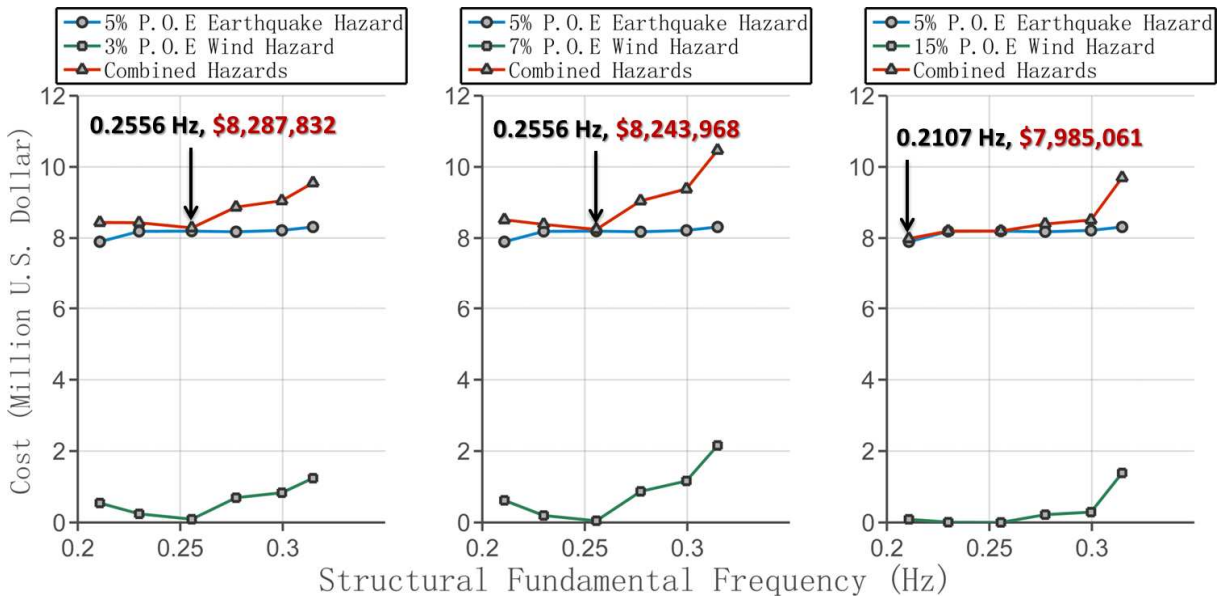 5% P.O.E Earthquake Hazard
3% P.O.E Wind Hazard
Combined Hazards
5% P.O.E Earthquake Hazard
7% P.O.E Wind Hazard
Combined Hazards
5% P.O.E Earthquake Hazard
15% P.O.E Wind Hazard
Combined Hazards
Cost (Million U.S. Dollar)
12
10
8
6
4
2
0
0.2556 Hz, $8,287,832
0.2
0.25
0.3
12
10
8
6
4
2
0
0.2556 Hz, $8,243,968
0.2
0.25
0.3
12
10
8
6
4
2
0
0.2107 Hz, $7,985,061
0.2
0.25
0.3
Structural Fundamental Frequency (Hz)